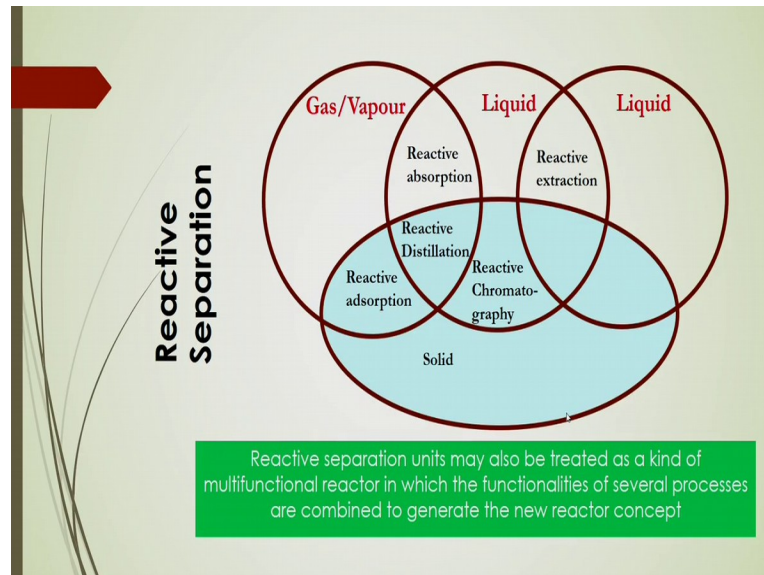 Reactive
Separation
Gas/Vapour
Liquid
Liquid
Reactive
absorption
Reactive
extraction
Reactive
Distillation
Reactive
adsorption
Reactive
Chromato-
graphy
Solid
Reactive separation units may also be treated as a kind of
multifunctional reactor in which the functionalities of several processes
are combined to generate the new reactor concept